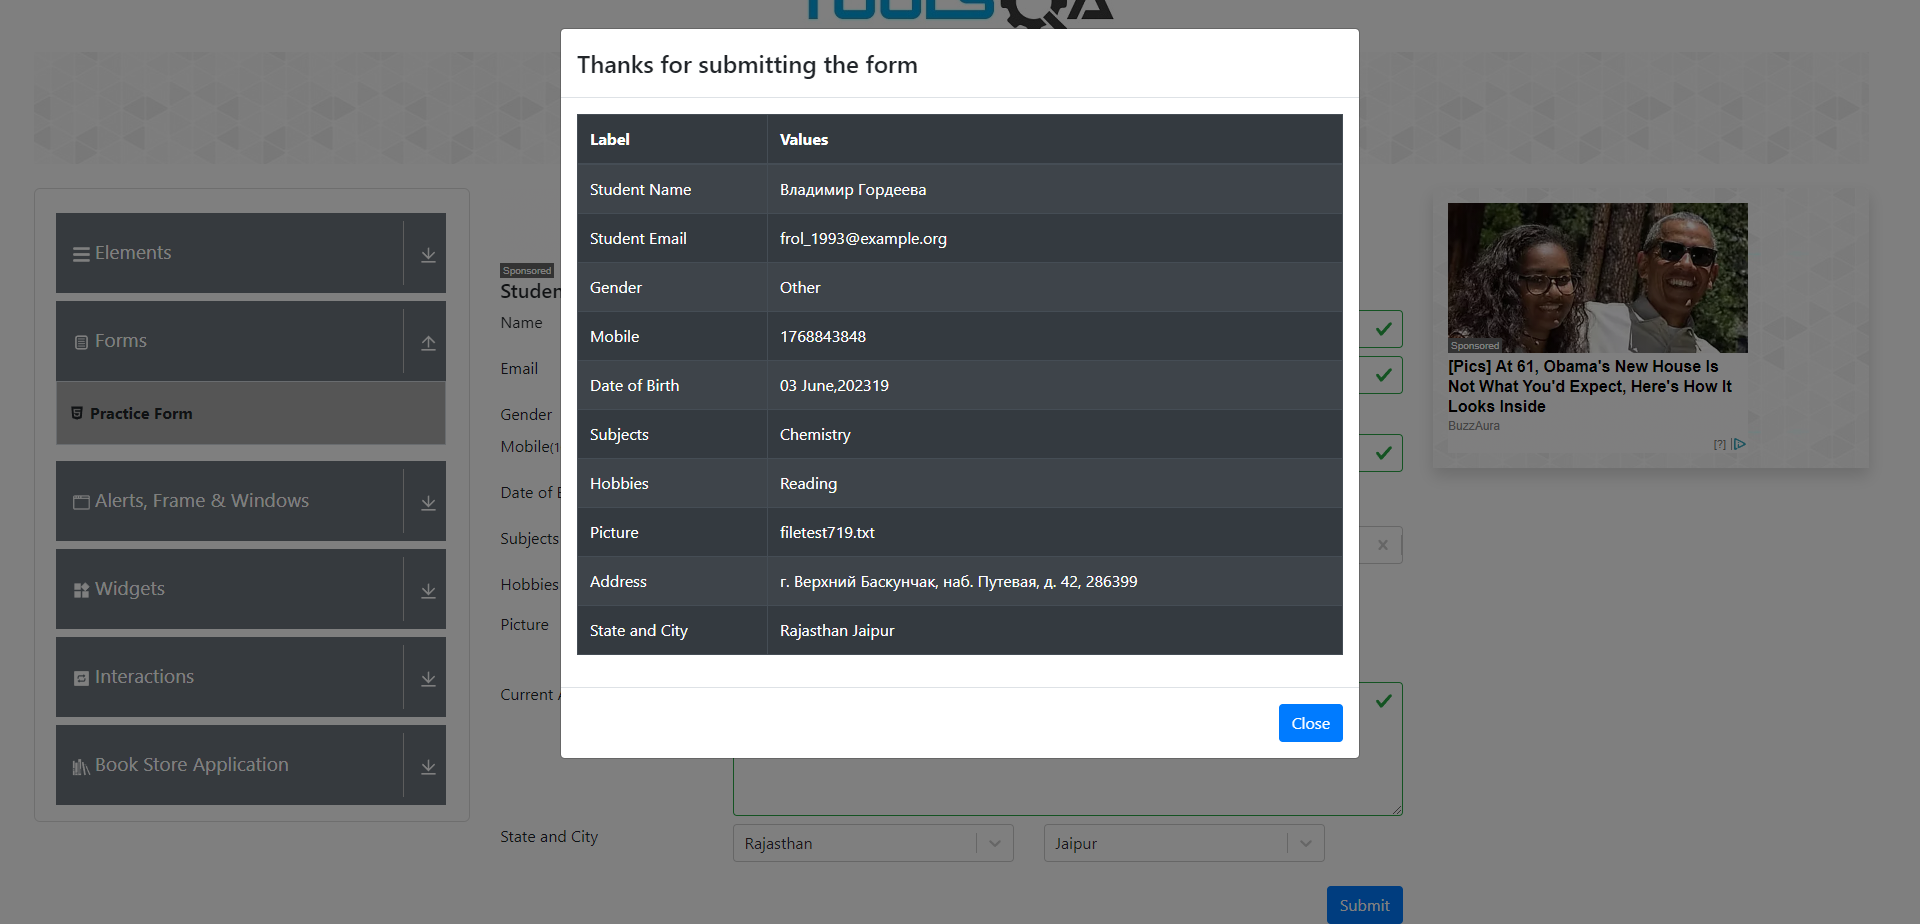 TOOLSQA
Thanks for submitting the form
Label Values
Student Name Владимир Гордеева
Student Email frol_1993@example.org
Gender Other
Mobile 1768843848
Date of Birth 03 June,202319
Subjects Chemistry
Hobbies Reading
Picture filetest719.txt
Address г. Верхний Баскунчак, наб. Путевая, д. 42, 286399
State and City Rajasthan Jaipur
Close
Elements
Forms
Practice Form
Alerts, Frame & Windows
Widgets
Interactions
Book Store Application
Sponsored
Studen
Name
Email
Gender
Mobile(1
Date of B
Subjects
Hobbies
Picture
Current A
State and City
Rajasthan
Jaipur
Submit
Sponsored
[Pics] At 61, Obama's New House Is
Not What You'd Expect, Here's How It
Looks Inside
BuzzAura
[?]